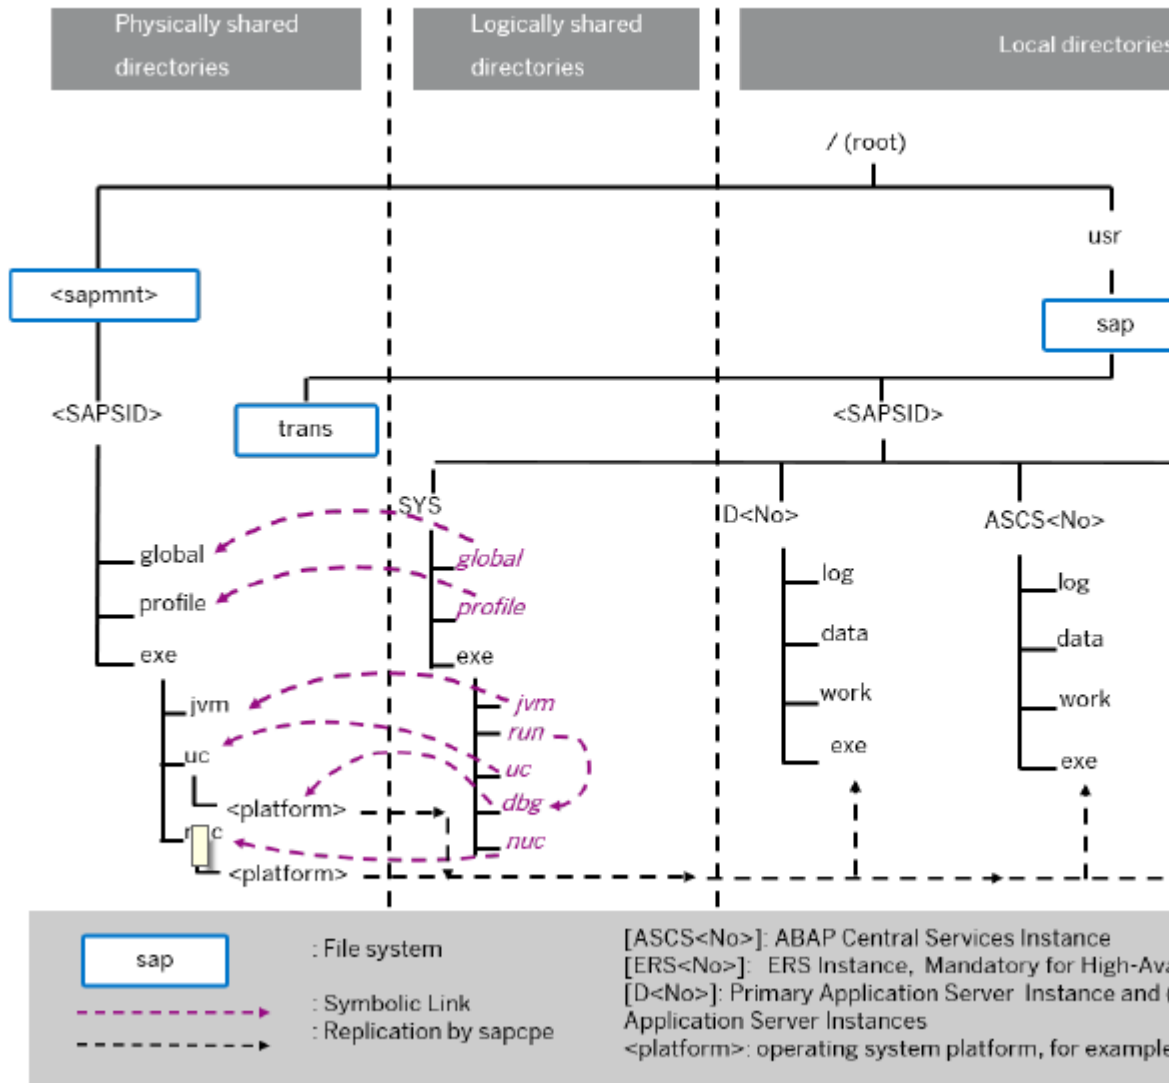 Physically shared
directories
Logically shared
directories
Local directories
/ (root)
usr
<sapmnt>
sap
<SAPSID>
trans
<SAPSID>
SYS
D<No>
ASCS<No>
global
global
log
log
profile
profile
data
data
exe
exe
work
work
jvm
jvm
run
exe
exe
uc
uc
<platform>
dbg
nuc
<platform>
sap
: File system
: Symbolic Link
: Replication by sapcpe
[ASCS<No>]: ABAP Central Services Instance
[ERS<No>]: ERS Instance, Mandatory for High-Ava
[D<No>]: Primary Application Server Instance and (
Application Server Instances
<platform>: operating system platform, for example